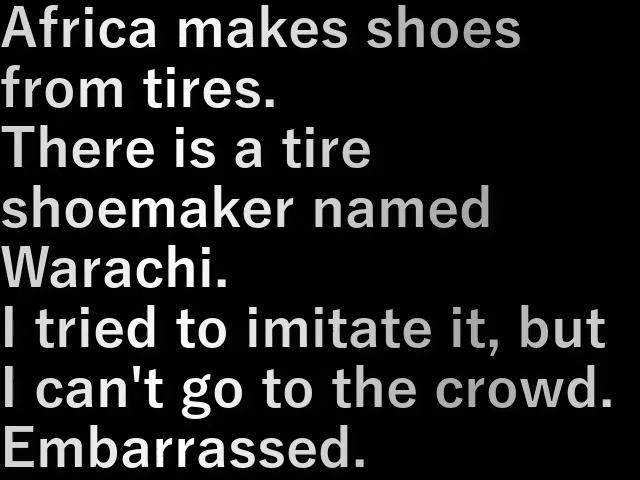 Africa makes shoes
from tires.
There is a tire
shoemaker named
Warachi.
I tried to imitate it, but
I can't go to the crowd.
Embarrassed.